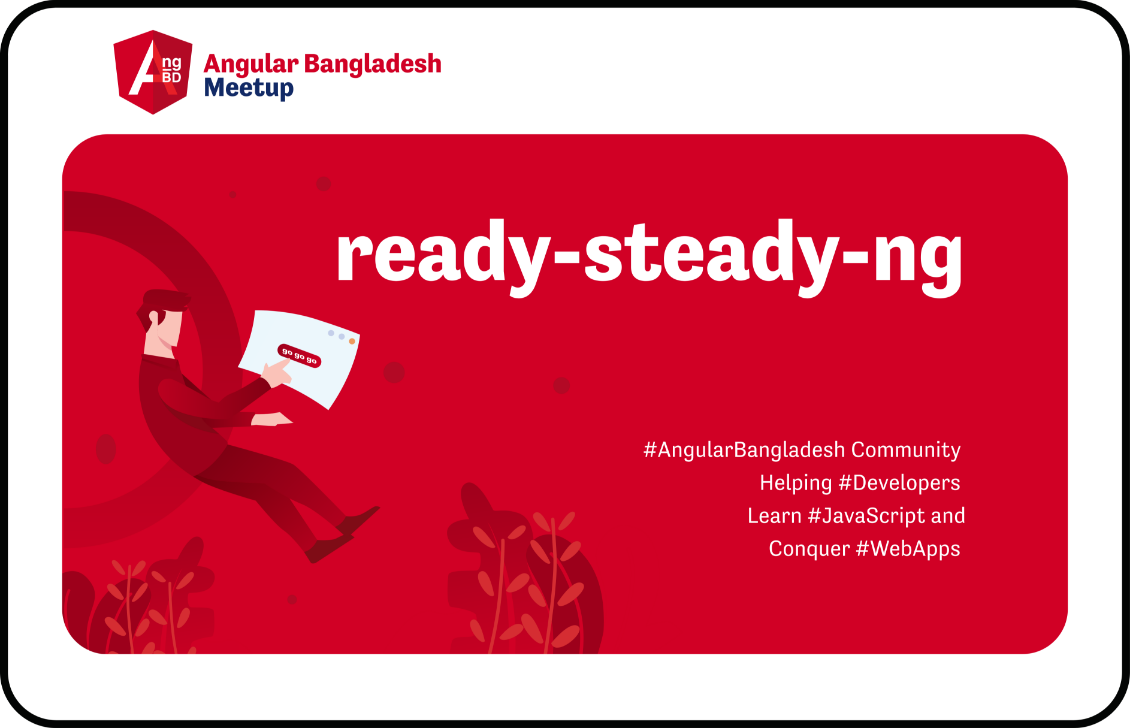 Ang
BD
Angular Bangladesh
Meetup
ready-steady-ng
go go go
#AngularBangladesh Community
Helping #Developers
Learn #JavaScript and
Conquer #WebApps